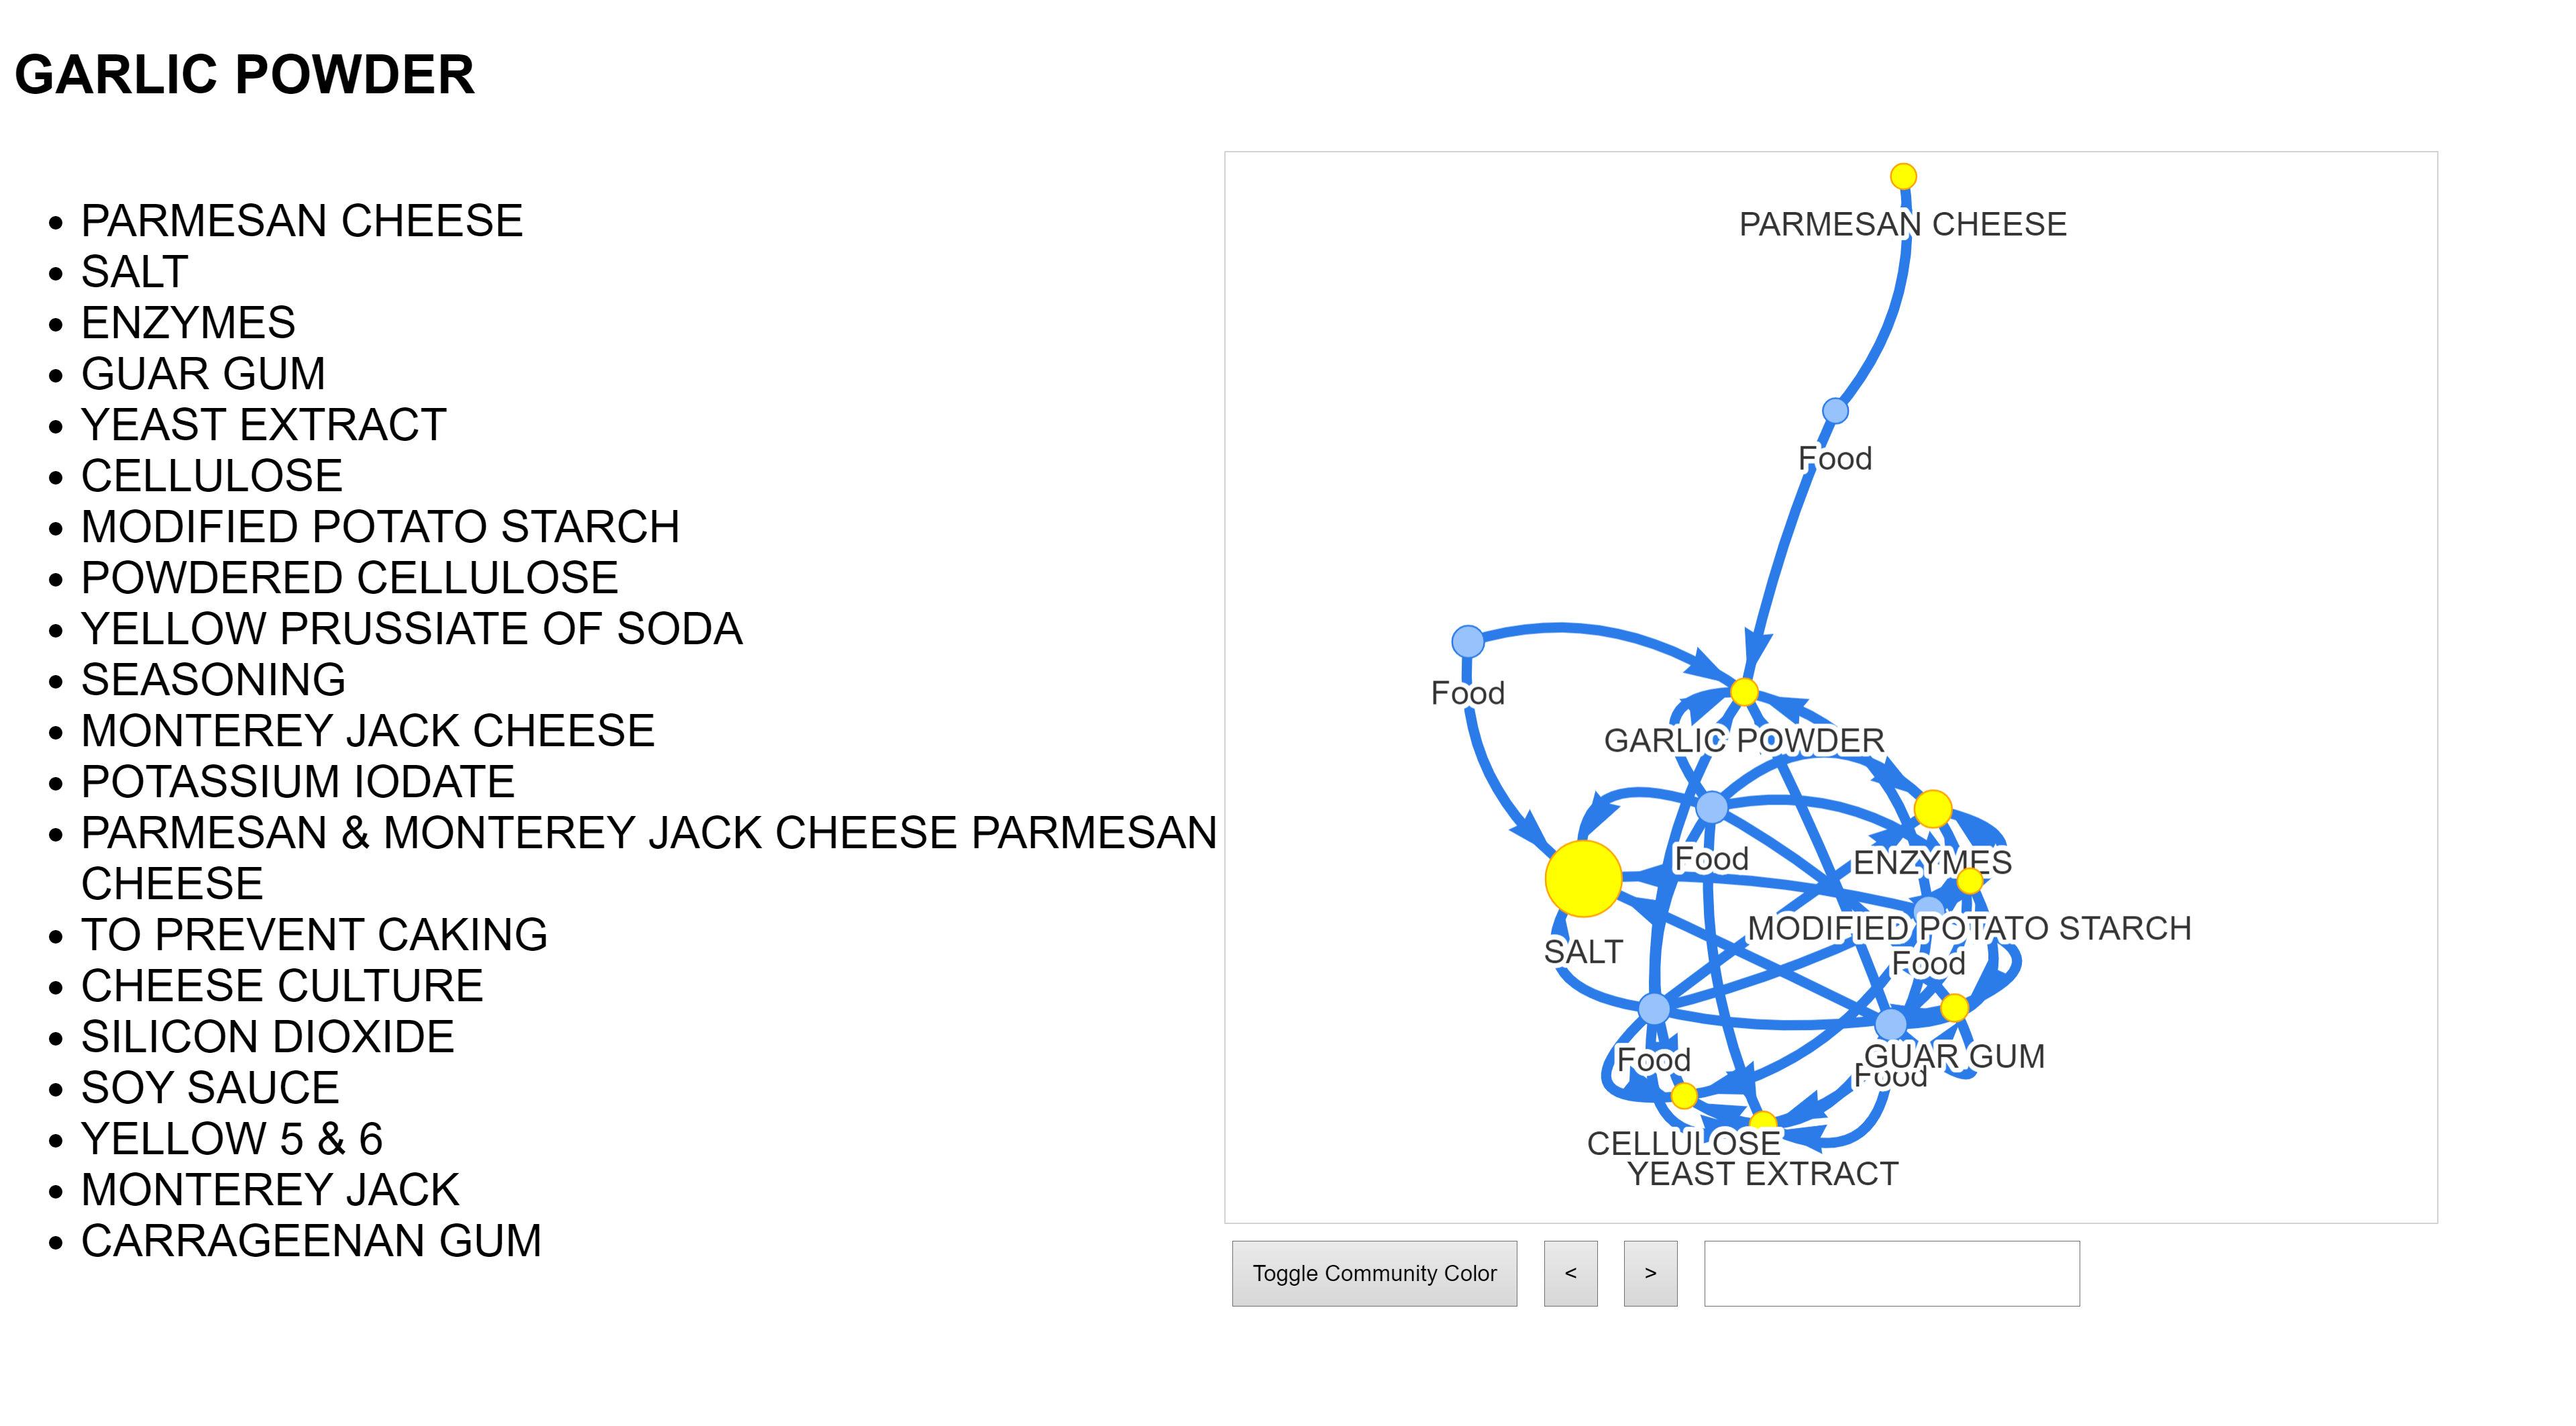 GARLIC POWDER
• PARMESAN CHEESE
• SALT
• ENZYMES
• GUAR GUM
• YEAST EXTRACT
• CELLULOSE
• MODIFIED POTATO STARCH
• POWDERED CELLULOSE
• YELLOW PRUSSIATE OF SODA
• SEASONING
• MONTEREY JACK CHEESE
• POTASSIUM IODATE
• PARMESAN & MONTEREY JACK CHEESE PARMESAN
CHEESE
• TO PREVENT CAKING
• CHEESE CULTURE
• SILICON DIOXIDE
• SOY SAUCE
• YELLOW 5 & 6
• MONTEREY JACK
• CARRAGEENAN GUM
PARMESAN CHEESE
Food
Food
GARLIC POWDER
Food
ENZYMES
MODIFIED POTATO STARCH
SALT
Food
Food
GUAR GUM
Food
CELLULOSE
YEAST EXTRACT
Toggle Community Color
<
>